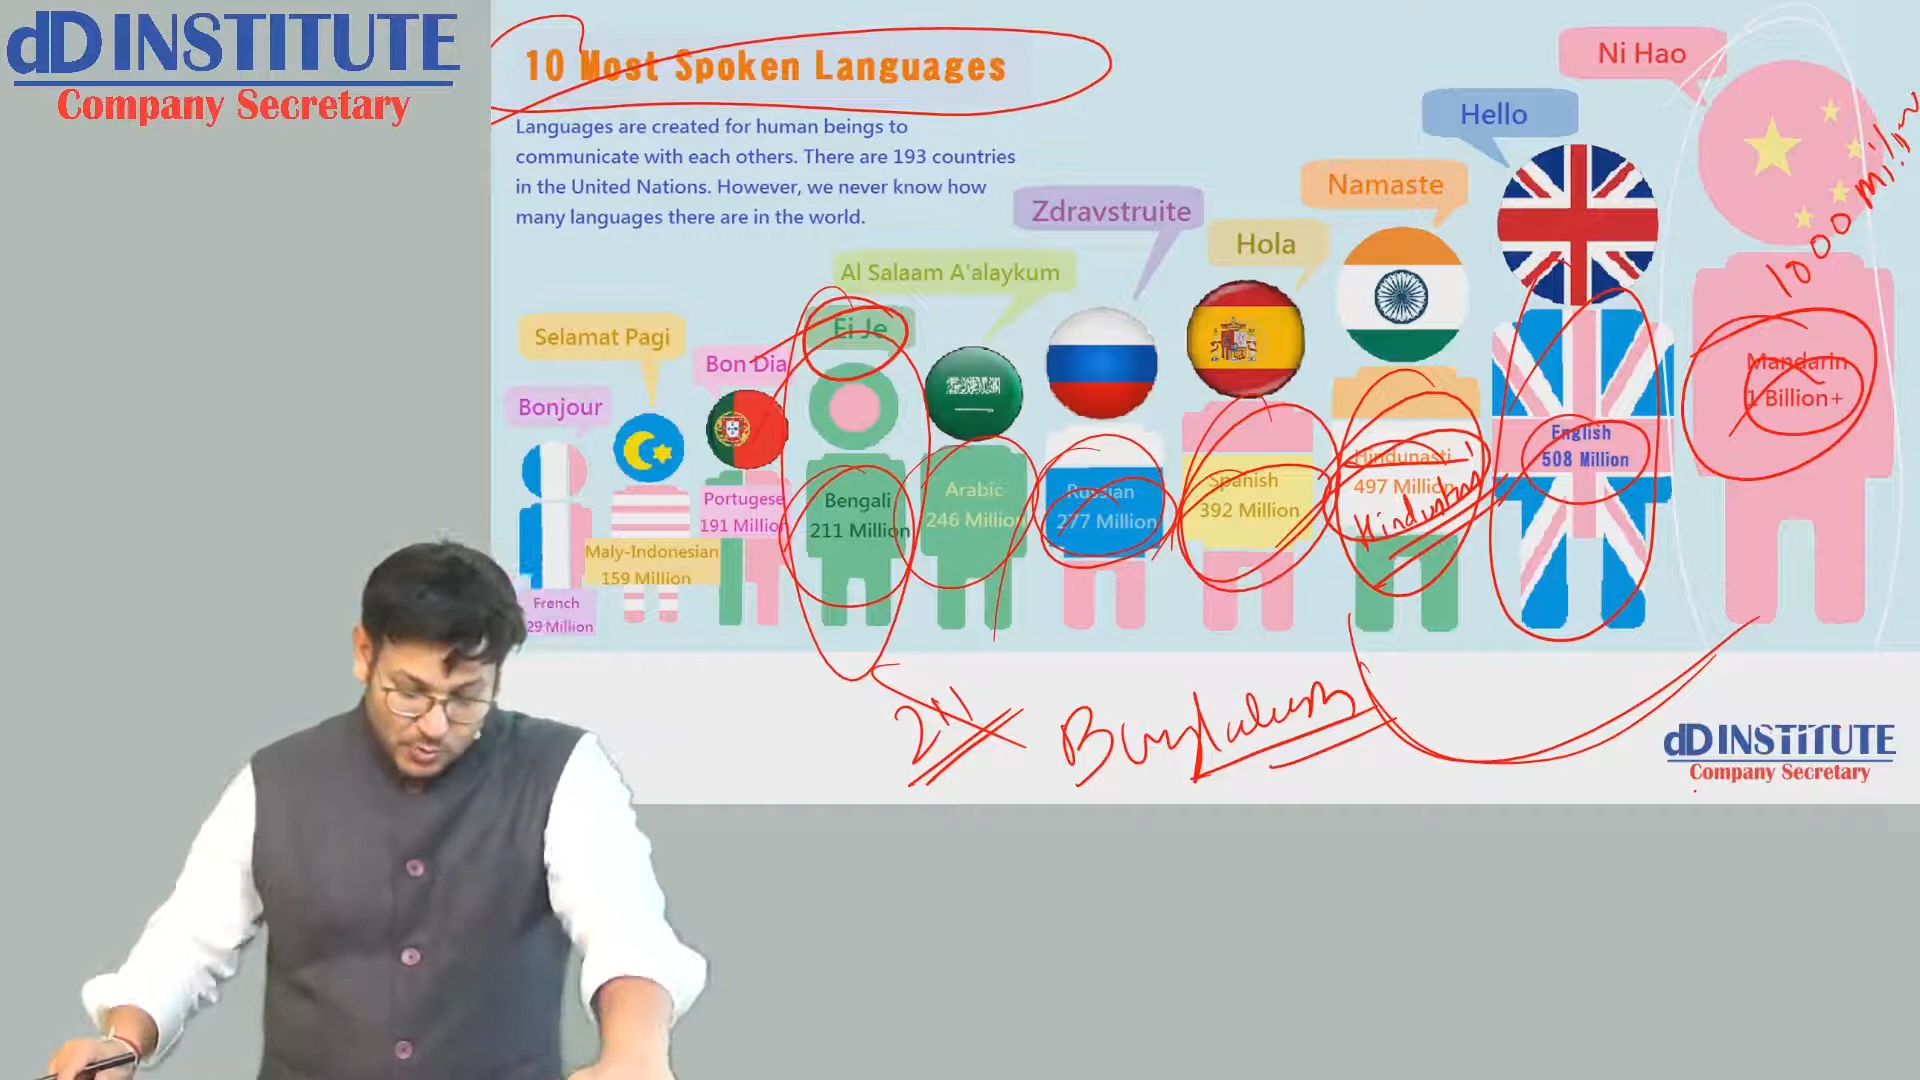 dD INSTITUTE
Company Secretary
10 Most Spoken Languages
Languages are created for human beings to
communicate with each others. There are 193 countries
in the United Nations. However, we never know how
many languages there are in the world.
Ni Hao
Hello
Namaste
Hola
Zdravstruite
Al Salaam A'alaykum
Ei Je
Bon Dia
Selamat Pagi
Bonjour
French
29 Million
Maly-Indonesian
159 Million
Portugese
191 Million
Bengali
211 Million
Arabic
246 Million
Russian
277 Million
Spanish
392 Million
Hindunasti
497 Million
Hindustani
English
508 Million
Mandarin
1 Billion+
1000 million
211
dD INSTiTUTE
Company Secretary